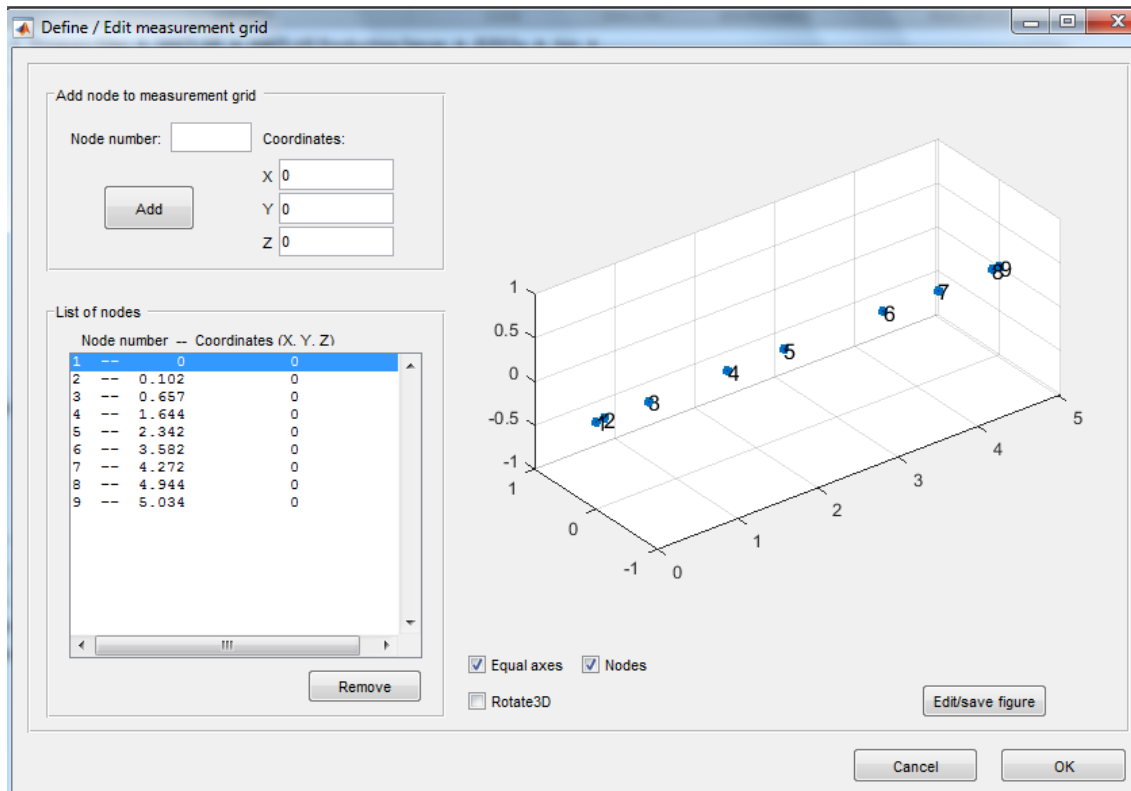 Define / Edit measurement grid
Add node to measurement grid
Node number: Coordinates:
X 0
Add Y 0
Z 0
List of nodes
Node number -- Coordinates (X, Y, Z)
1 -- 0 0
2 -- 0.102 0
3 -- 0.657 0
4 -- 1.644 0
5 -- 2.342 0
6 -- 3.582 0
7 -- 4.272 0
8 -- 4.944 0
9 -- 5.034 0
Remove
1
0.5
0
-0.5
-1
1
0
-1
0
1
2
3
4
5
1 2 3 4 5 6 7 8 9
Equal axes Nodes
Rotate3D
Edit/save figure
Cancel OK